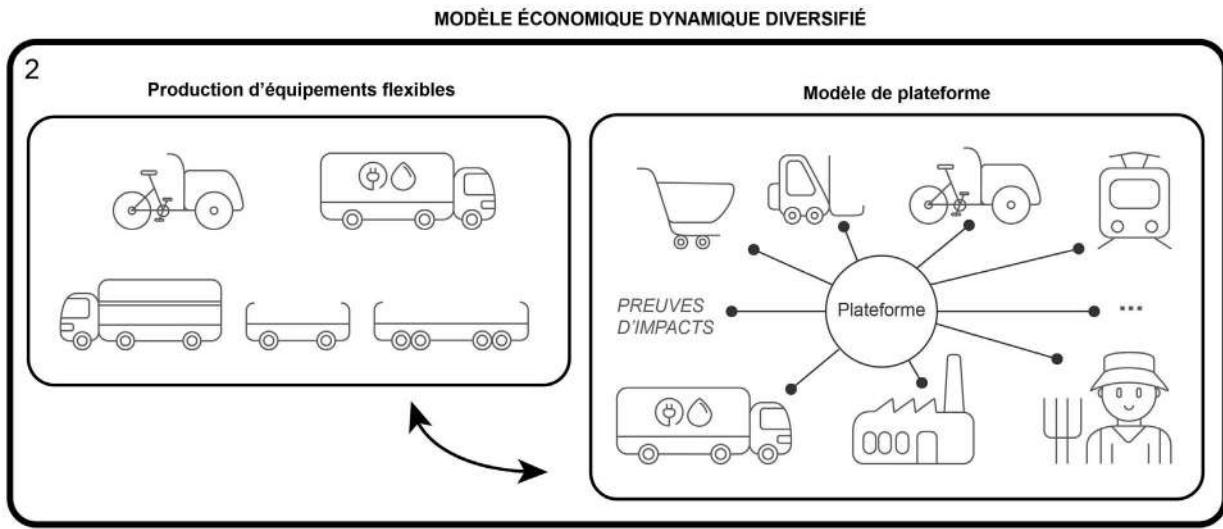 MODÈLE ÉCONOMIQUE DYNAMIQUE DIVERSIFIÉ
2
Production d'équipements flexibles
Modèle de plateforme
PREUVES
D'IMPACTS
Plateforme
...